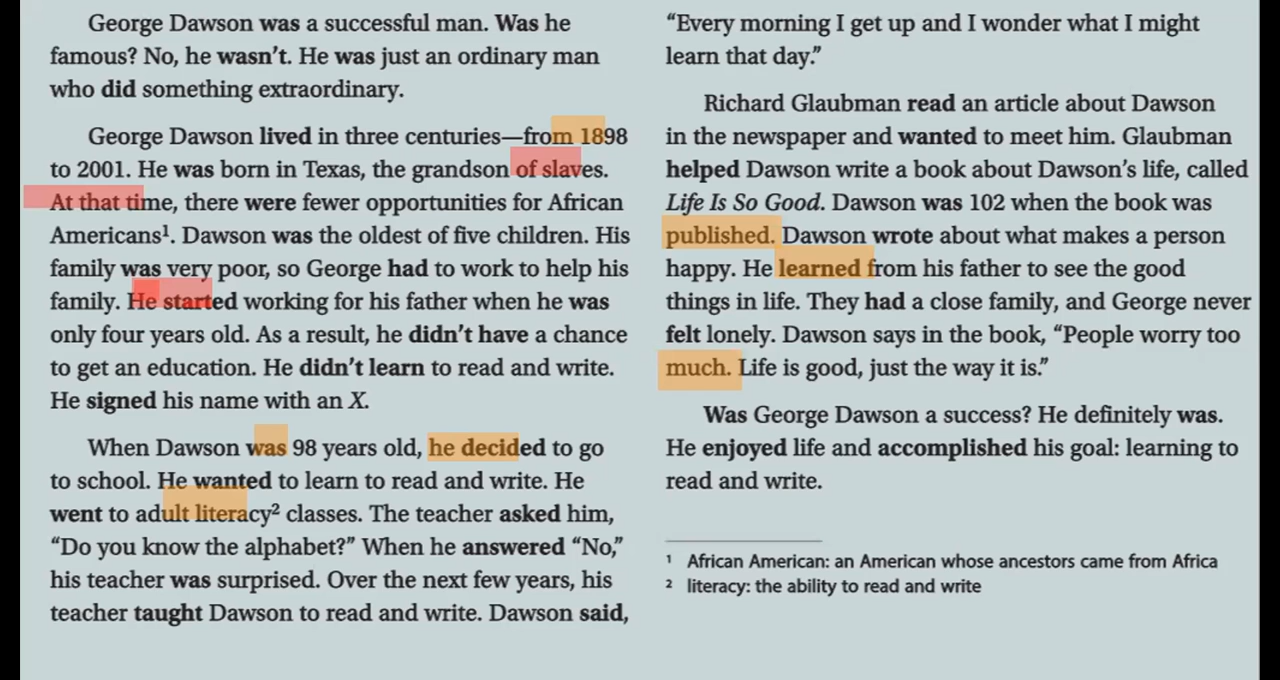 George Dawson was a successful man. Was he
famous? No, he wasn't. He was just an ordinary man
who did something extraordinary.
George Dawson lived in three centuries—from 1898
to 2001. He was born in Texas, the grandson of slaves.
At that time, there were fewer opportunities for African
Americans¹. Dawson was the oldest of five children. His
family was very poor, so George had to work to help his
family. He started working for his father when he was
only four years old. As a result, he didn't have a chance
to get an education. He didn't learn to read and write.
He signed his name with an X.
When Dawson was 98 years old, he decided to go
to school. He wanted to learn to read and write. He
went to adult literacy² classes. The teacher asked him,
“Do you know the alphabet?” When he answered “No,”
his teacher was surprised. Over the next few years, his
teacher taught Dawson to read and write. Dawson said,
“Every morning I get up and I wonder what I might
learn that day.”
Richard Glaubman read an article about Dawson
in the newspaper and wanted to meet him. Glaubman
helped Dawson write a book about Dawson's life, called
Life Is So Good. Dawson was 102 when the book was
published. Dawson wrote about what makes a person
happy. He learned from his father to see the good
things in life. They had a close family, and George never
felt lonely. Dawson says in the book, “People worry too
much. Life is good, just the way it is.”
Was George Dawson a success? He definitely was.
He enjoyed life and accomplished his goal: learning to
read and write.
¹ African American: an American whose ancestors came from Africa
² literacy: the ability to read and write